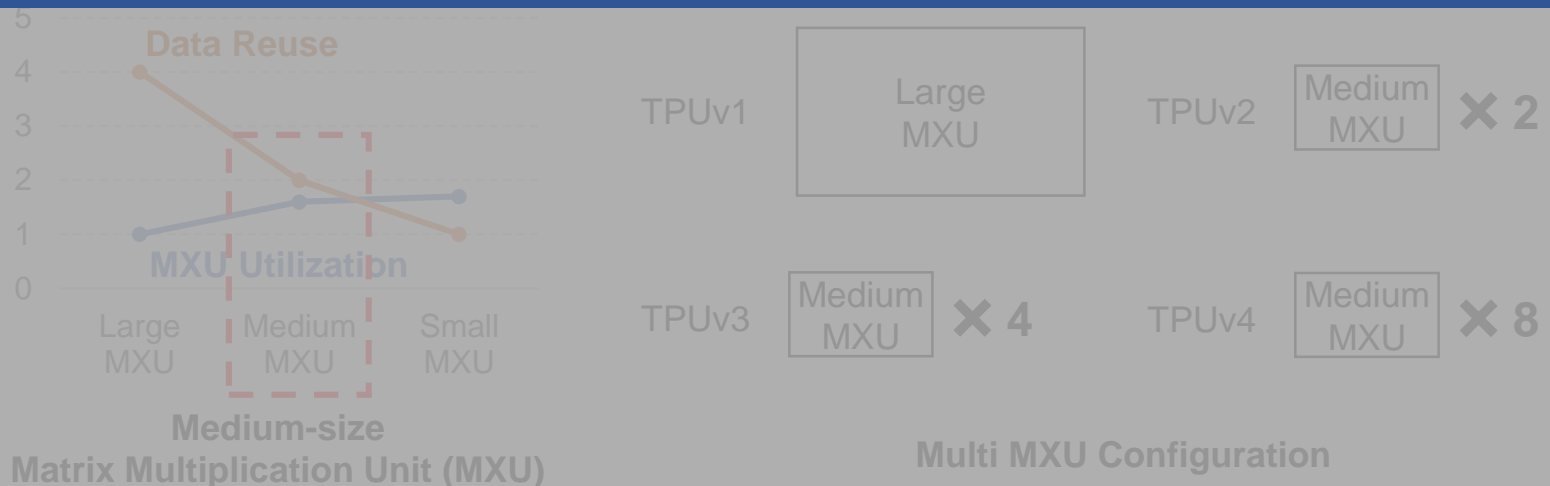 5
Data Reuse
4
3
2
1
MXU Utilization
0
Large
MXU
Medium
MXU
Small
MXU
Medium-size
Matrix Multiplication Unit (MXU)
TPUv1
Large
MXU
TPUv2
Medium
MXU
× 2
TPUv3
Medium
MXU
× 4
TPUv4
Medium
MXU
× 8
Multi MXU Configuration